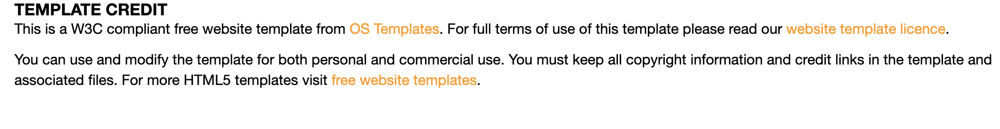 TEMPLATE CREDIT
This is a W3C compliant free website template from OS Templates. For full terms of use of this template please read our website template licence.
You can use and modify the template for both personal and commercial use. You must keep all copyright information and credit links in the template and
associated files. For more HTML5 templates visit free website templates.